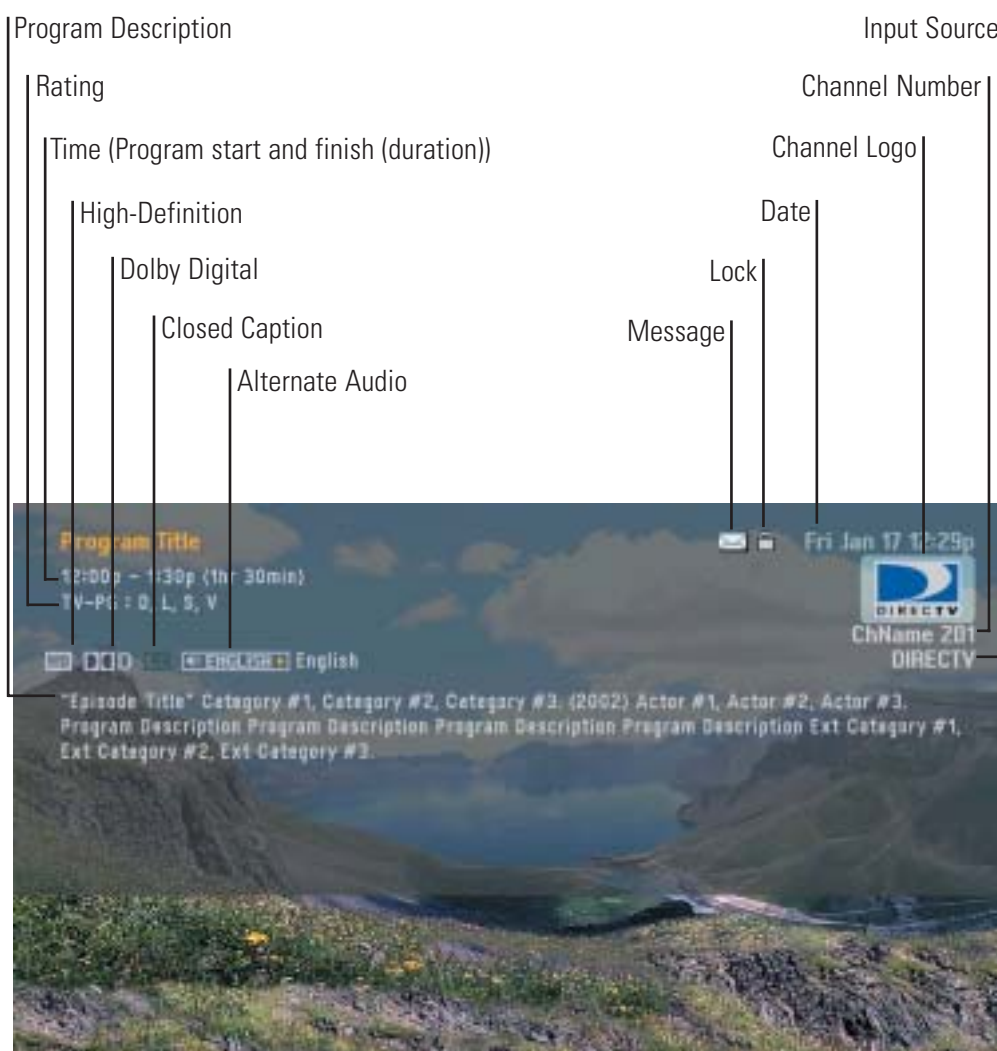 Program Description
Input Source
Rating
Channel Number
Time (Program start and finish (duration))
Channel Logo
High-Definition
Date
Dolby Digital
Lock
Closed Caption
Message
Alternate Audio
Program Title
Fri Jan 17 12:29p
12:00p - 1:30p (1hr 30min)
TV-PG : D, L, S, V
DIRECTV
ChName 201
DIRECTV
ENGLISH English
"Episode Title" Category #1, Category #2, Category #3. (2002) Actor #1, Actor #2, Actor #3.
Program Description Program Description Program Description Program Description Ext Category #1,
Ext Category #2, Ext Category #3.